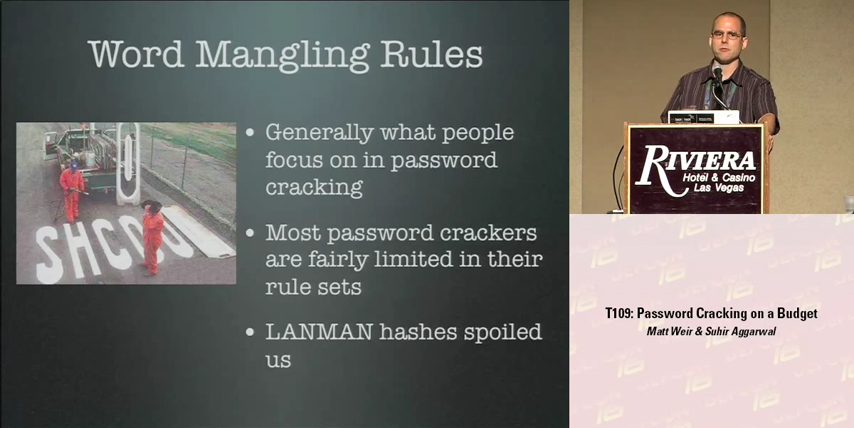 Word Mangling Rules
SHCOO
• Generally what people
focus on in password
cracking
• Most password crackers
are fairly limited in their
rule sets
• LANMAN hashes spoiled
us
RIVIERA
Hotel & Casino
Las Vegas
T109: Password Cracking on a Budget
Matt Weir & Suhir Aggarwal